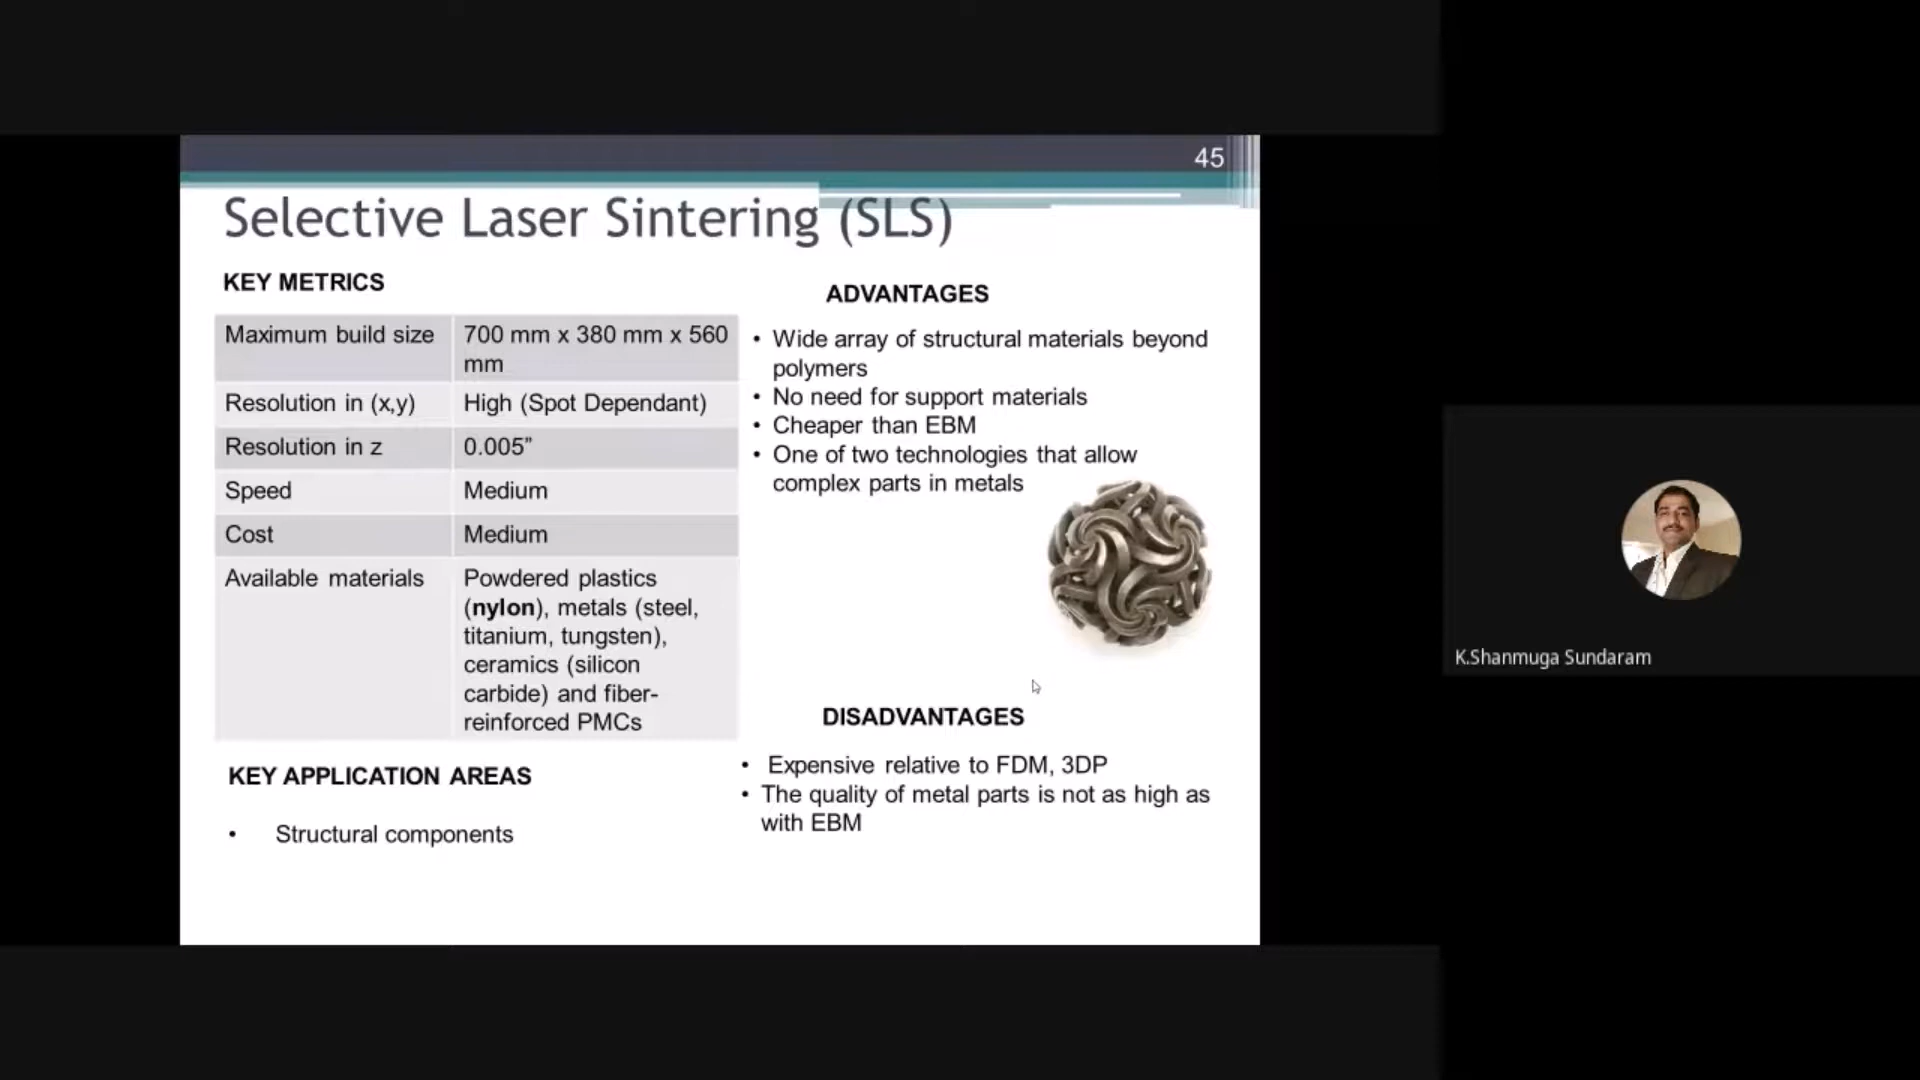 45
Selective Laser Sintering (SLS)
KEY METRICS
Maximum build size
700 mm x 380 mm x 560
mm
Resolution in (x,y)
High (Spot Dependant)
Resolution in z
0.005”
Speed
Medium
Cost
Medium
Available materials
Powdered plastics
(nylon), metals (steel,
titanium, tungsten),
ceramics (silicon
carbide) and fiber-
reinforced PMCs
KEY APPLICATION AREAS
• Structural components
ADVANTAGES
• Wide array of structural materials beyond
polymers
• No need for support materials
• Cheaper than EBM
• One of two technologies that allow
complex parts in metals
DISADVANTAGES
• Expensive relative to FDM, 3DP
• The quality of metal parts is not as high as
with EBM
K.Shanmuga Sundaram